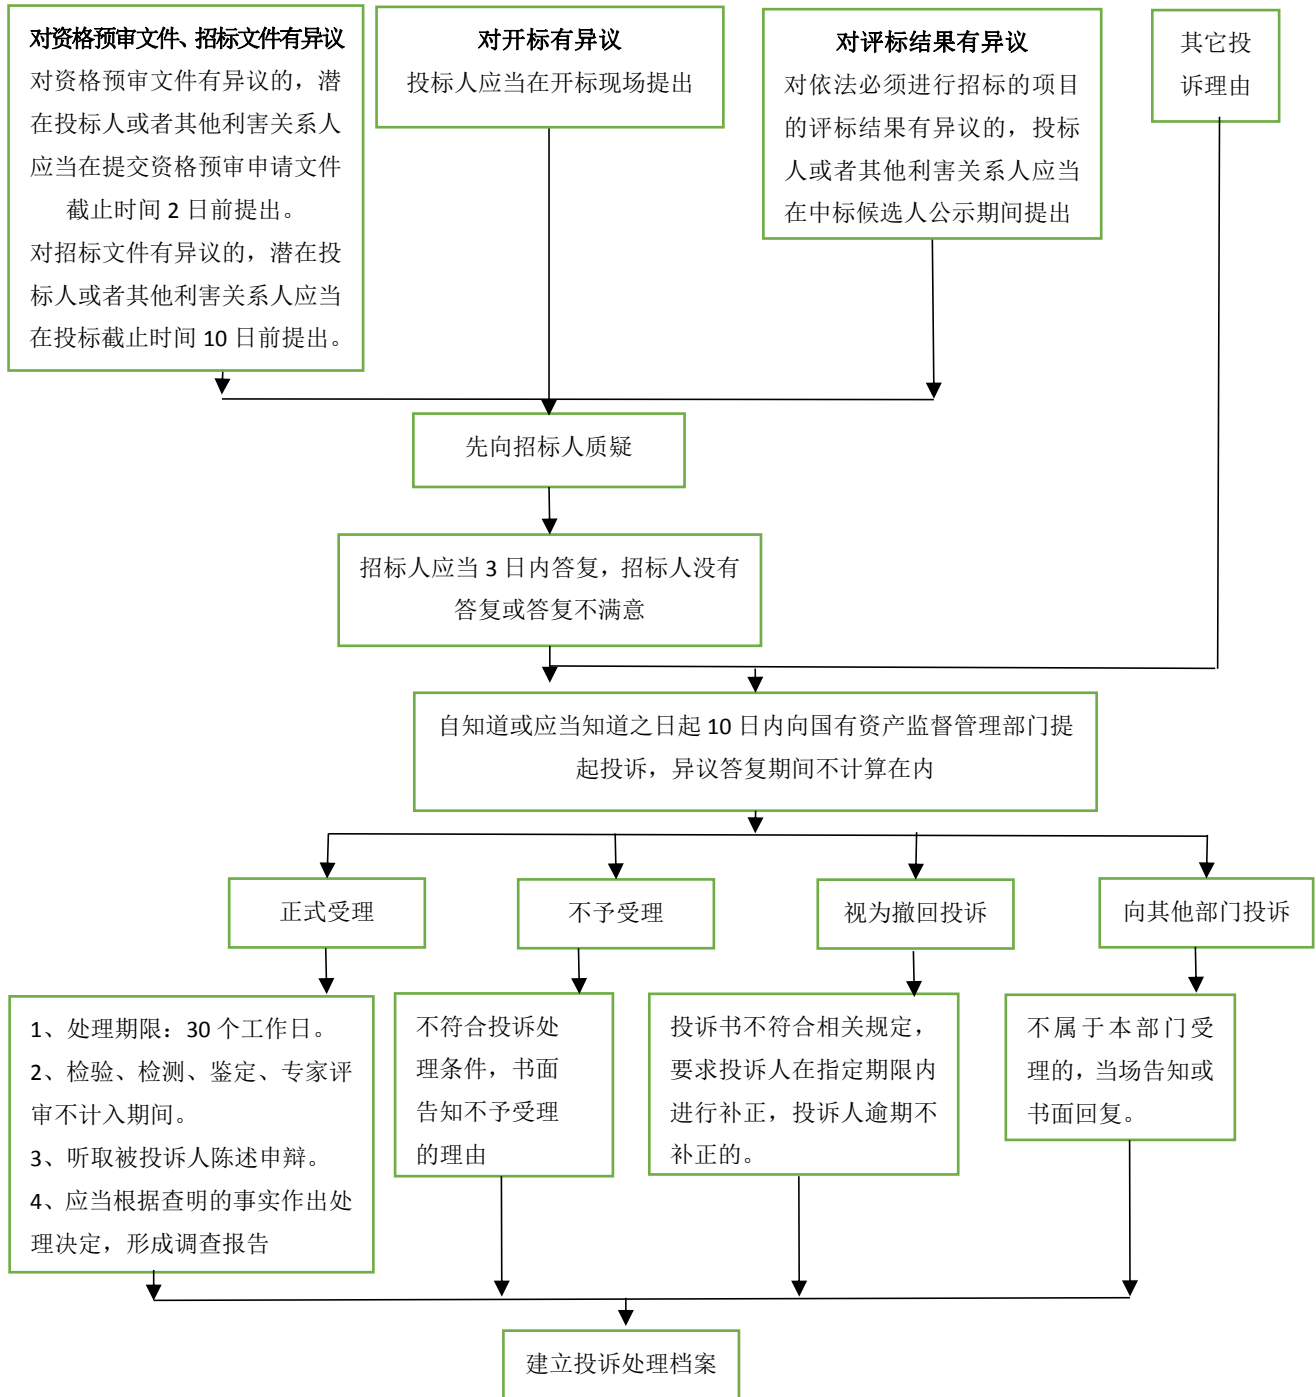 对资格预审文件、招标文件有异议
对资格预审文件有异议的，潜
在投标人或者其他利害关系人
应当在提交资格预审申请文件
截止时间 2 日前提出。
对招标文件有异议的，潜在投
标人或者其他利害关系人应当
在投标截止时间 10 日前提出。
对开标有异议
投标人应当在开标现场提出
对评标结果有异议
对依法必须进行招标的项目
的评标结果有异议的，投标
人或者其他利害关系人应当
在中标候选人公示期间提出
其它投
诉理由
先向招标人质疑
招标人应当 3 日内答复，招标人没有
答复或答复不满意
自知道或应当知道之日起 10 日内向国有资产监督管理部门提
起投诉，异议答复期间不计算在内
正式受理
不予受理
视为撤回投诉
向其他部门投诉
1、处理期限：30 个工作日。
2、检验、检测、鉴定、专家评
审不计入期间。
3、听取被投诉人陈述申辩。
4、应当根据查明的事实作出处
理决定，形成调查报告
不符合投诉处
理条件，书面
告知不予受理
的理由
投诉书不符合相关规定，
要求投诉人在指定期限内
进行补正，投诉人逾期不
补正的。
不属于本部门受
理的，当场告知或
书面回复。
建立投诉处理档案